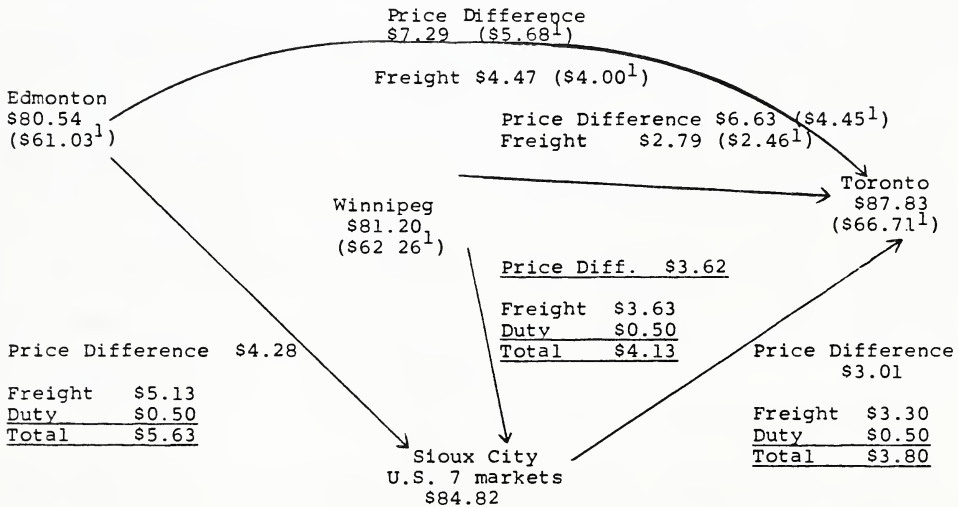 Price Difference
$7.29 ($5.68¹)
Freight $4.47 ($4.00¹)
Edmonton
$80.54
($61.03¹)
Price Difference $6.63 ($4.45¹)
Freight $2.79 ($2.46¹)
Toronto
$87.83
($66.71¹)
Winnipeg
$81.20
($62 26¹)
Price Diff. $3.62
Freight $3.63
Duty $0.50
Total $4.13
Price Difference $4.28
Freight $5.13
Duty $0.50
Total $5.63
Price Difference
$3.01
Freight $3.30
Duty $0.50
Total $3.80
Sioux City
U.S. 7 markets
$84.82